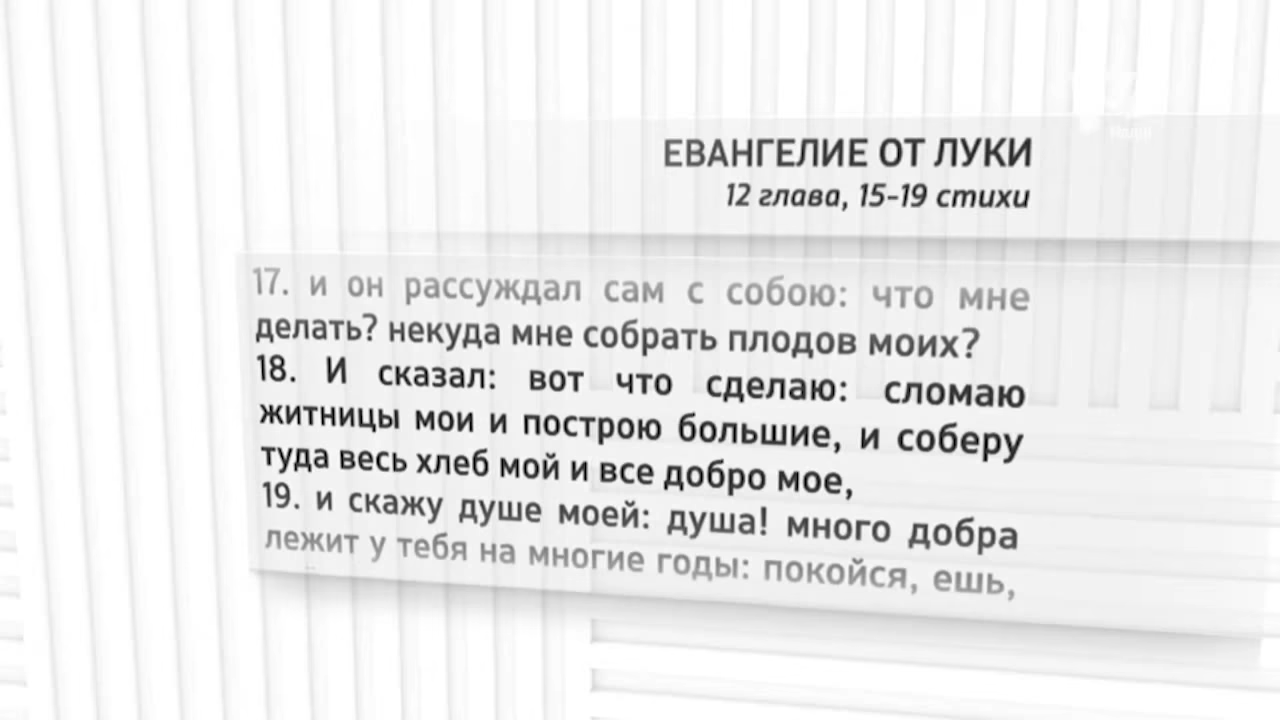 ЕВАНГЕЛИЕ ОТ ЛУКИ
12 глава, 15-19 стихи
17. и он рассуждал сам с собою: что мне
делать? некуда мне собрать плодов моих?
18. И сказал: вот что сделаю: сломаю
житницы мои и построю большие, и соберу
туда весь хлеб мой и все добро мое,
19. и скажу душе моей: душа! много добра
лежит у тебя на многие годы: покойся, ешь,